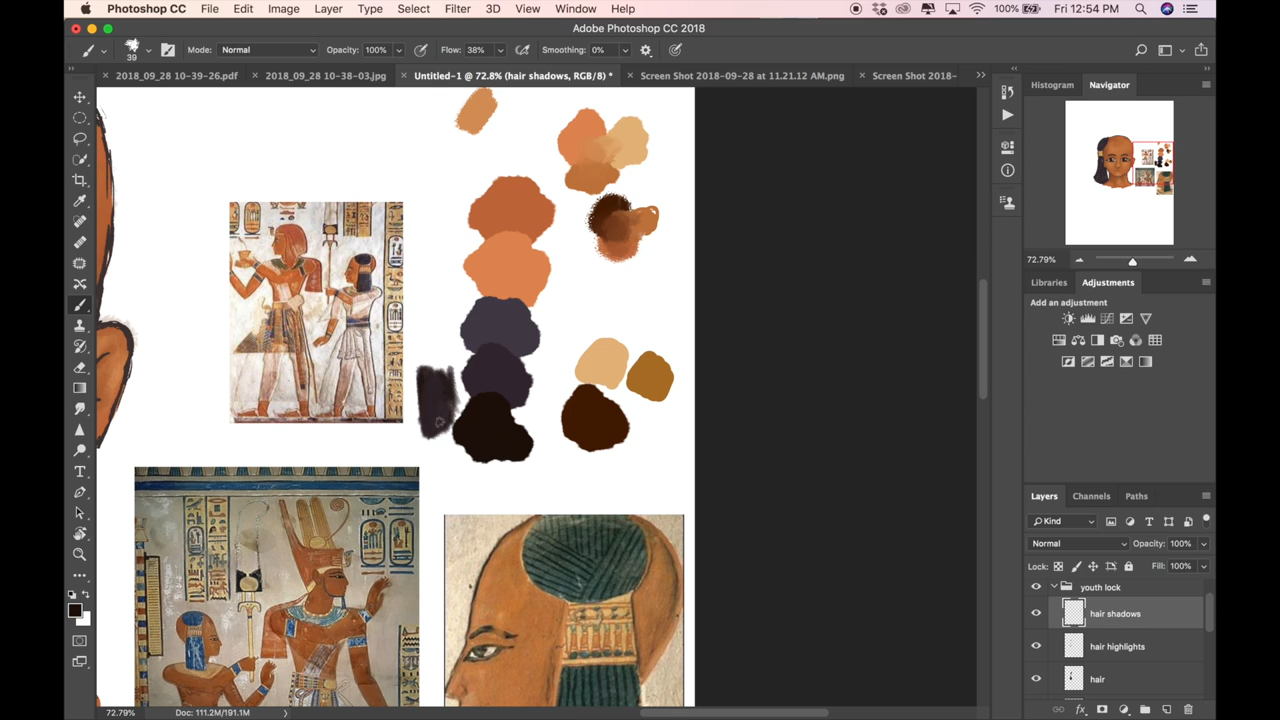 Photoshop CC File Edit Image Layer Type Select Filter 3D View Window Help 100% Fri 12:54 PM
Adobe Photoshop CC 2018
39 Mode: Normal Opacity: 100% Flow: 38% Smoothing: 0%
2018_09_28 10-39-26.pdf 2018_09_28 10-38-03.jpg Untitled-1 @ 72.8% (hair shadows, RGB/8) * Screen Shot 2018-09-28 at 11.21.12 AM.png Screen Shot 2018-
Histogram Navigator
72.79%
Libraries Adjustments
Add an adjustment
Layers Channels Paths
Kind
Normal Opacity: 100%
Lock: Fill: 100%
youth lock
hair shadows
hair highlights
hair
72.79% Doc: 111.2M/191.1M